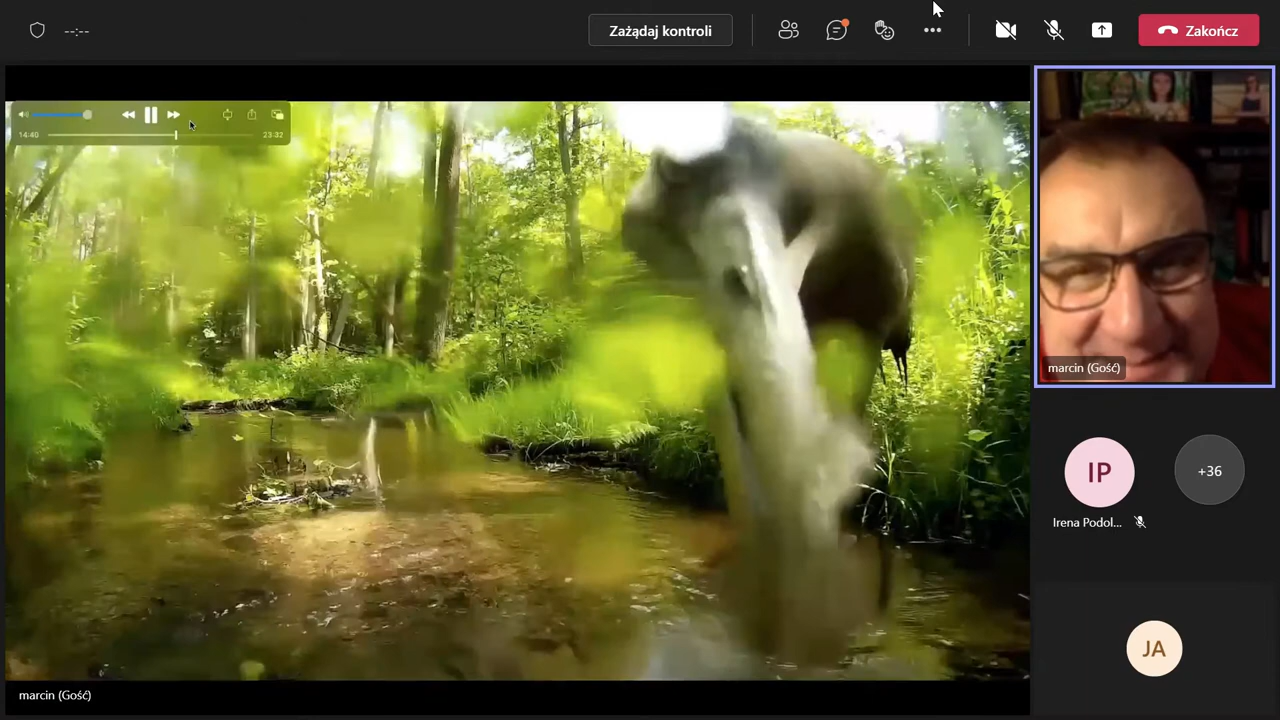 --:--
Zażądaj kontroli
Zakończ
14:40
23:32
marcin (Gość)
IP
+36
Irena Podol...
JA
marcin (Gość)